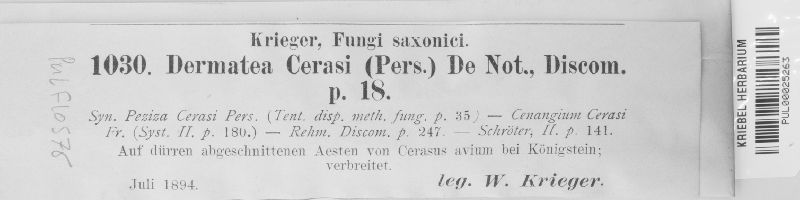 Krieger, Fungi saxonici.
1030. Dermatea Cerasi (Pers.) De Not., Discom.
p. 18.
Syn. Peziza Cerasi Pers. (Tent. disp. meth. fung. p. 35) — Cenangium Cerasi
Fr. (Syst. II. p. 180.) — Rehm. Discom. p. 247. — Schröter, II. p. 141.
Auf dürren abgeschnittenen Aesten von Cerasus avium bei Königstein;
verbreitet.
Juli 1894.
leg. W. Krieger.
KRIEBEL HERBARIUM
PUL00025263